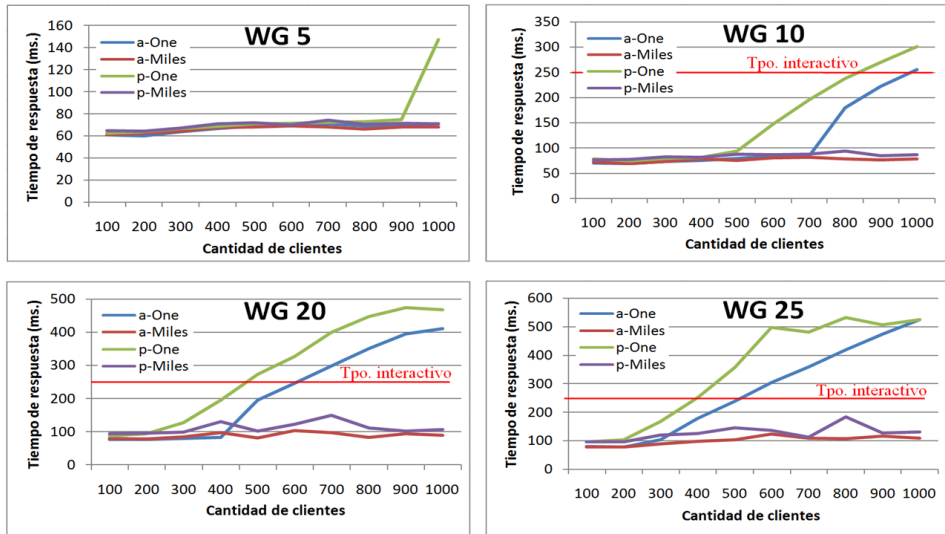 WG 5
a-One
a-Miles
p-One
p-Miles
Tiempo de respuesta (ms.)
160
140
120
100
80
60
40
20
0
100 200 300 400 500 600 700 800 900 1000
Cantidad de clientes
WG 10
a-One
a-Miles
p-One
p-Miles
Tpo. interactivo
Tiempo de respuesta (ms.)
350
300
250
200
150
100
50
0
100 200 300 400 500 600 700 800 900 1000
Cantidad de clientes
WG 20
a-One
a-Miles
p-One
p-Miles
Tpo. interactivo
Tiempo de respuesta (ms.)
500
400
300
200
100
0
100 200 300 400 500 600 700 800 900 1000
Cantidad de clientes
WG 25
a-One
a-Miles
p-One
p-Miles
Tpo. interactivo
Tiempo de respuesta (ms.)
600
500
400
300
200
100
0
100 200 300 400 500 600 700 800 900 1000
Cantidad de clientes